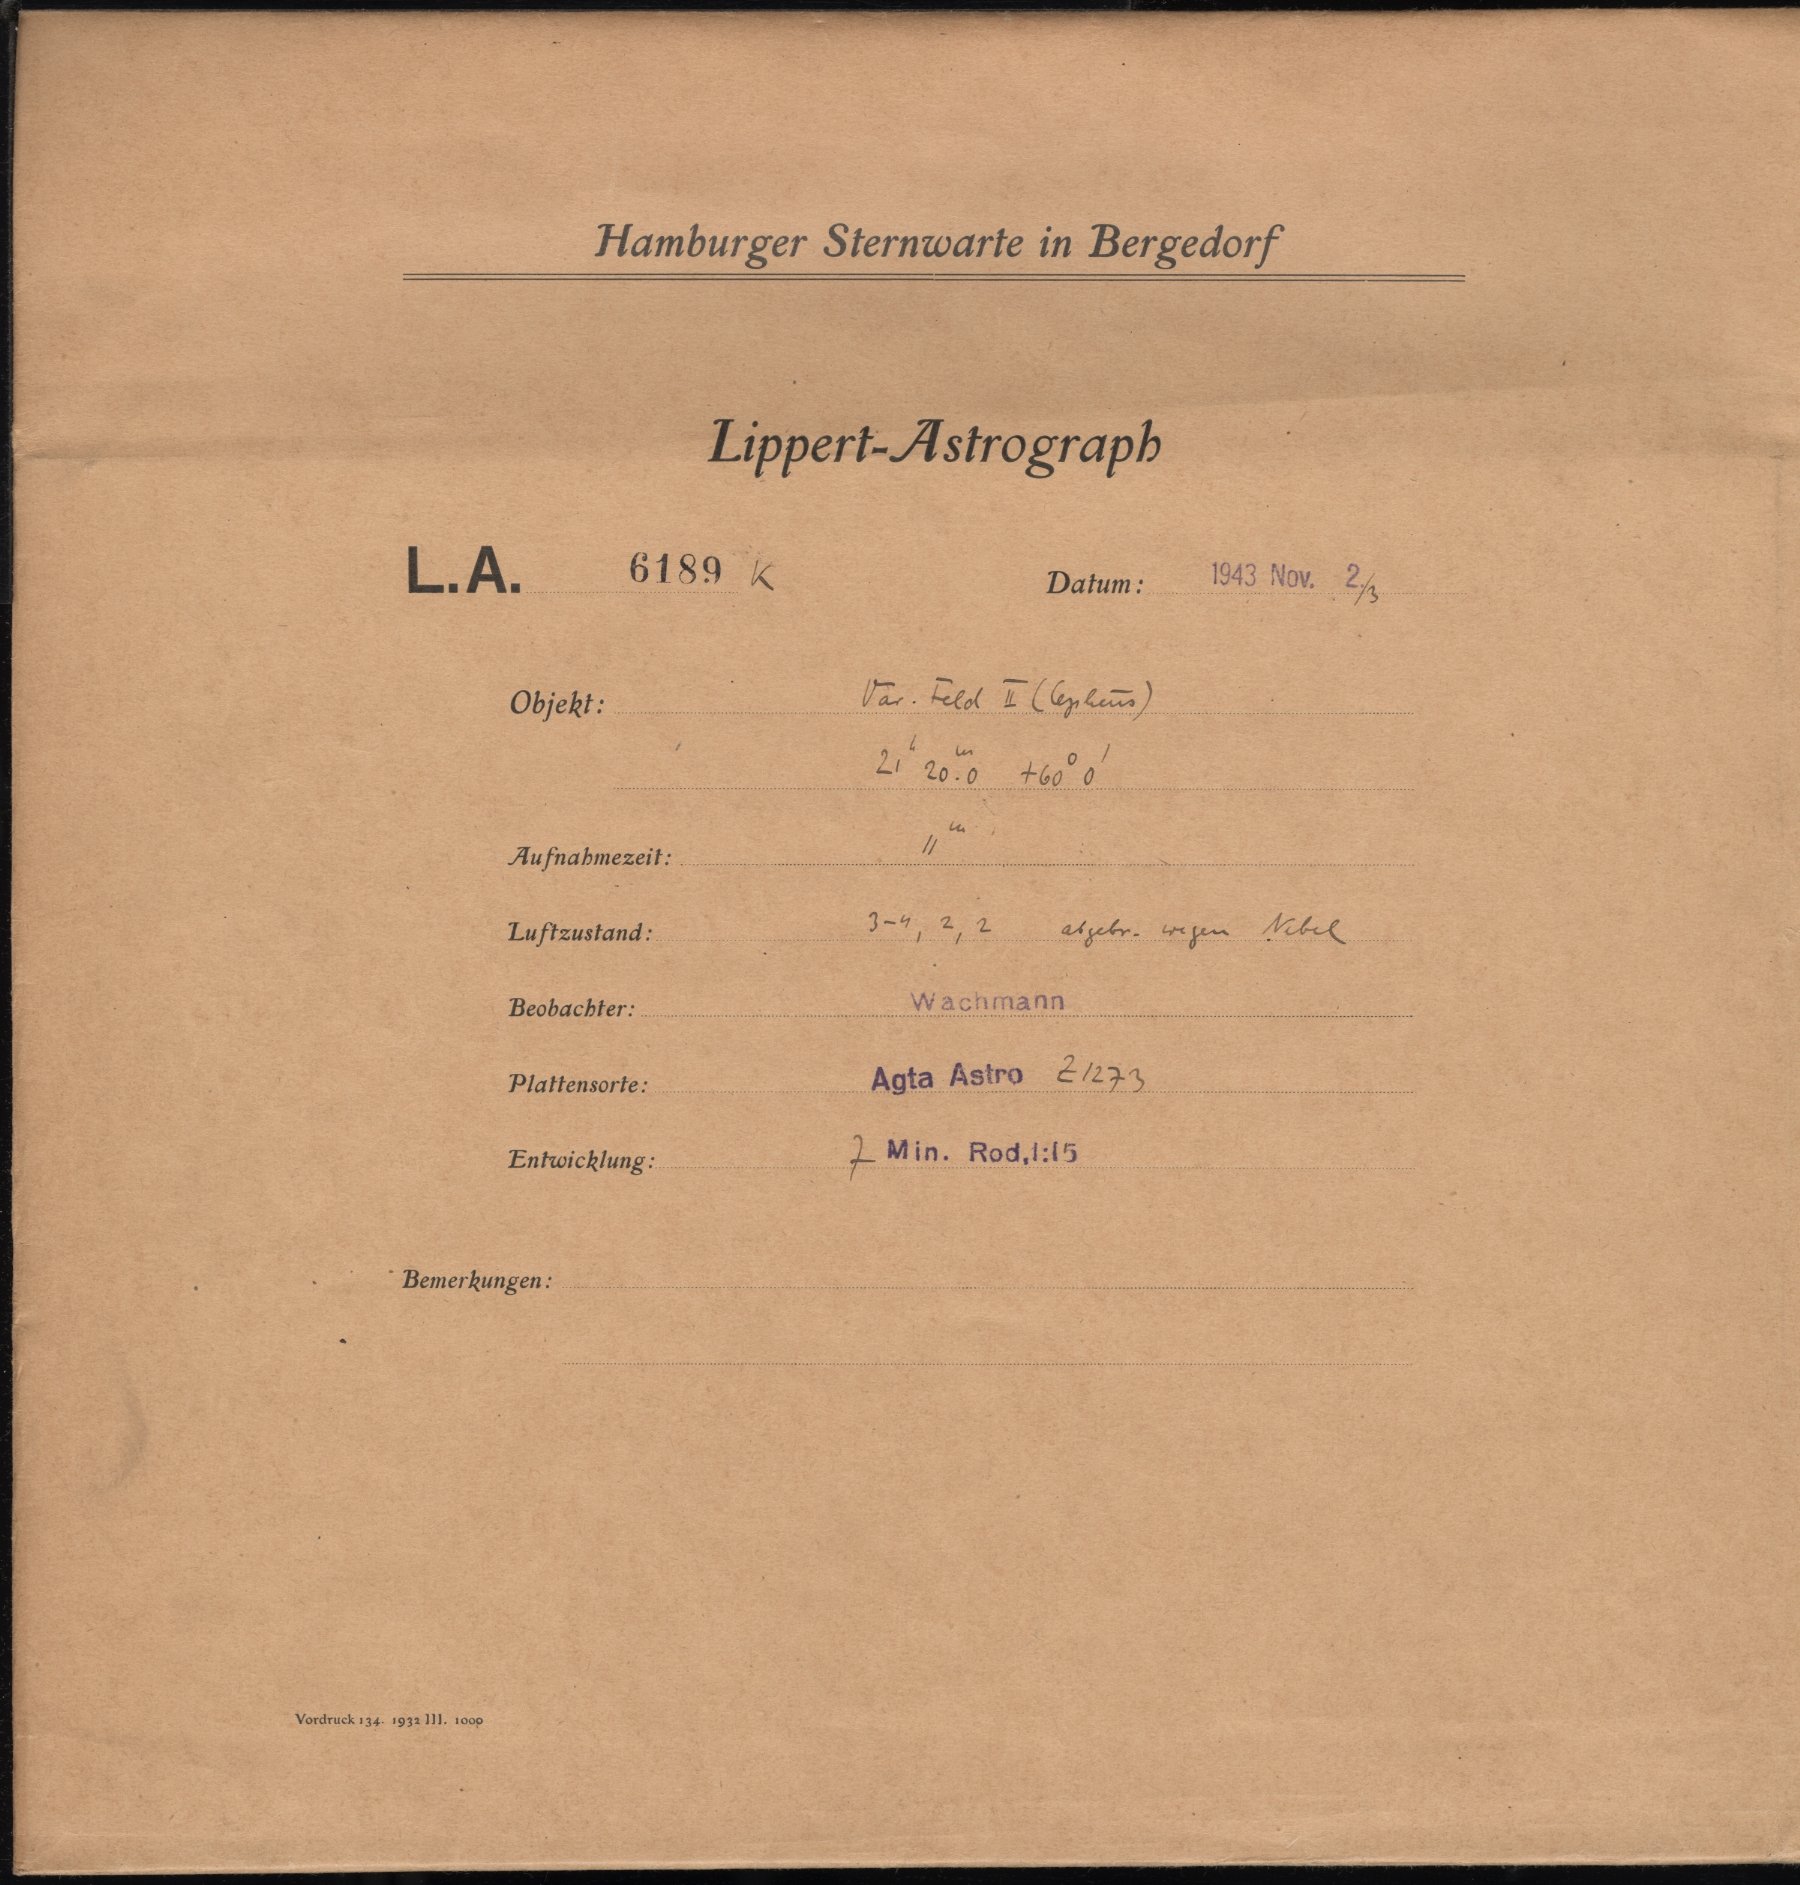 Hamburger Sternwarte in Bergedorf
Lippert-Astrograph
L.A. 6189 K Datum: 1943 Nov. 2/3
Objekt: Var. Feld II (Cepheus)
21h 20.m0 +60° 0'
Aufnahmezeit: 11m
Luftzustand: 3-4, 2, 2 abgebr. wegen Nebel
Beobachter: Wachmann
Plattensorte: Agfa Astro Z1273
Entwicklung: 7 Min. Rod,1:15
Bemerkungen:
Vordruck 134. 1932 III. 1000